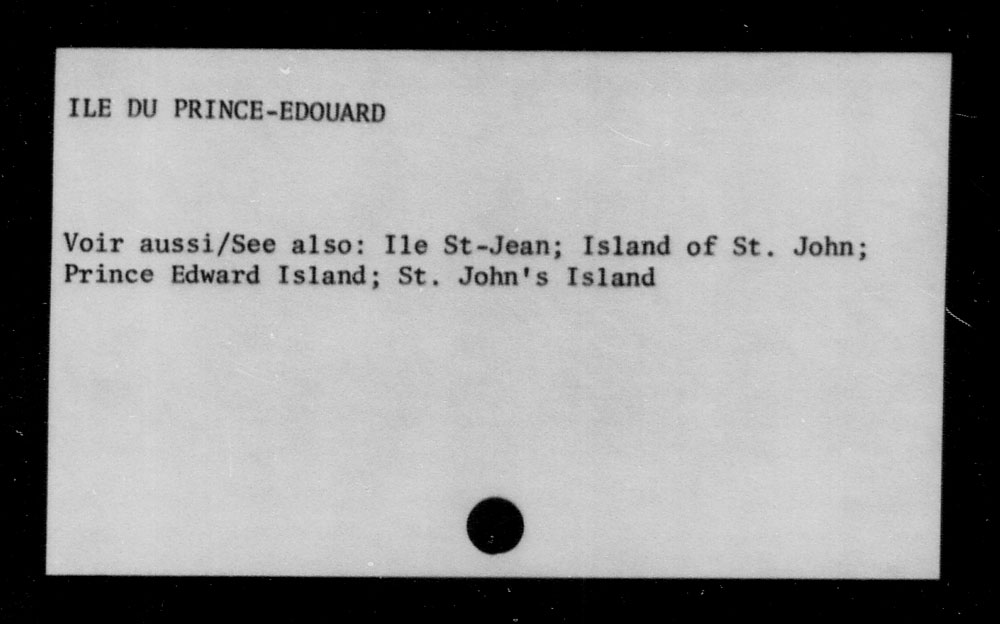 ILE DU PRINCE-EDOUARD
Voir aussi/See also: Ile St-Jean; Island of St. John;
Prince Edward Island; St. John's Island